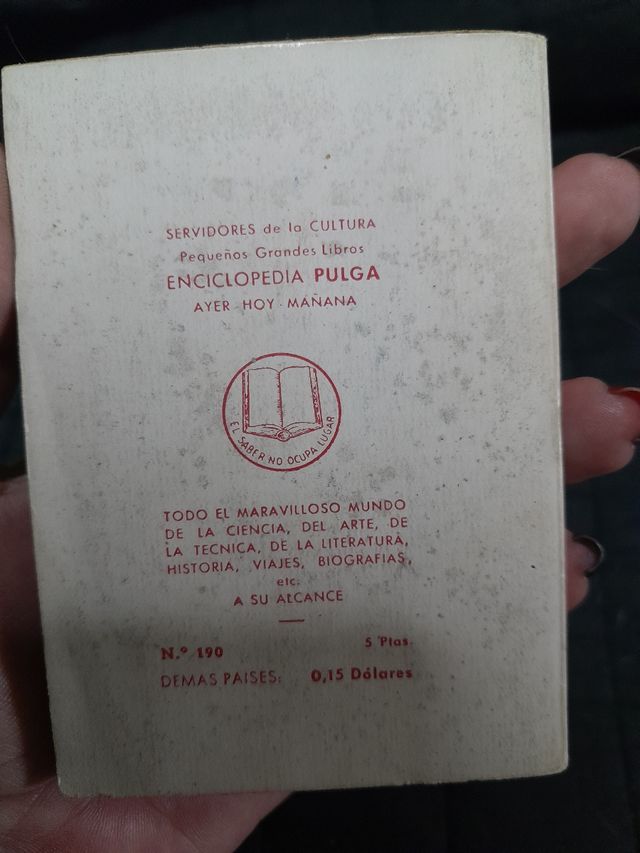 SERVIDORES de la CULTURA
Pequeños Grandes Libros
ENCICLOPEDIA PULGA
AYER HOY MAÑANA
EL SABER NO OCUPA LUGAR
TODO EL MARAVILLOSO MUNDO
DE LA CIENCIA, DEL ARTE, DE
LA TECNICA, DE LA LITERATURA,
HISTORIA, VIAJES, BIOGRAFIAS,
etc.
A SU ALCANCE
N.º 190 5 Ptas.
DEMAS PAISES: 0,15 Dólares